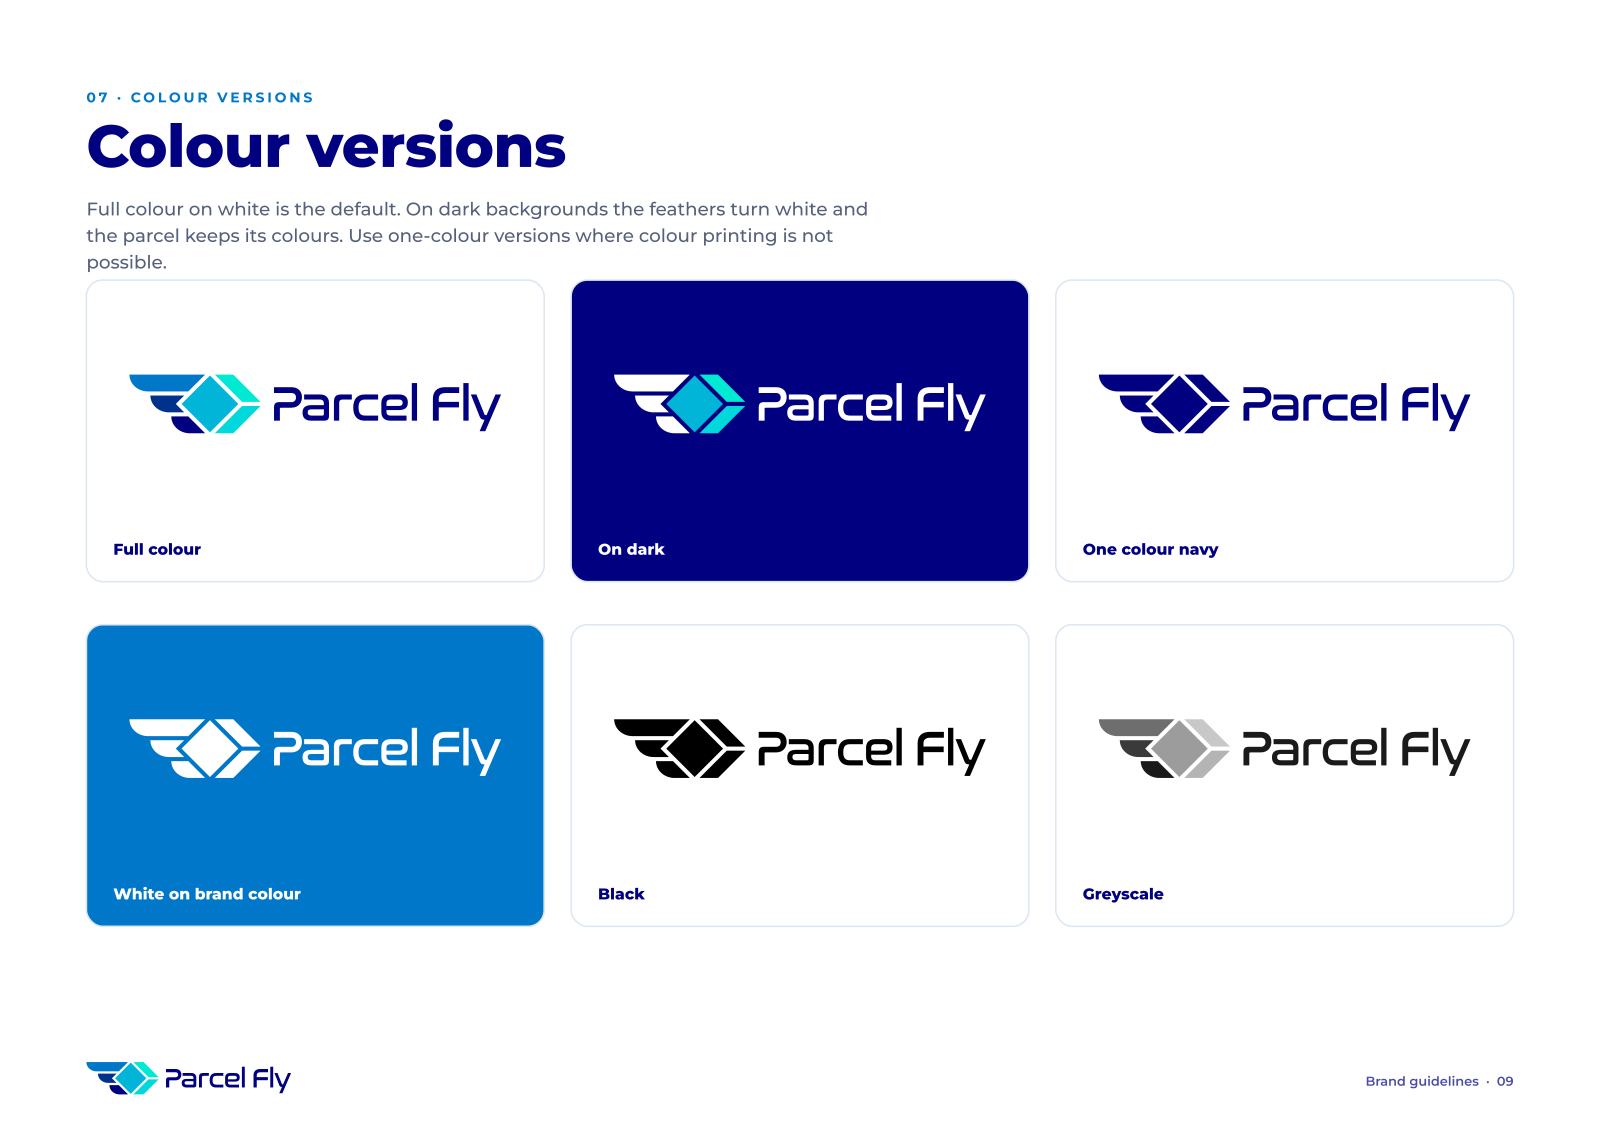 07 · COLOUR VERSIONS
Colour versions
Full colour on white is the default. On dark backgrounds the feathers turn white and
the parcel keeps its colours. Use one-colour versions where colour printing is not
possible.
Parcel Fly
Full colour
Parcel Fly
On dark
Parcel Fly
One colour navy
Parcel Fly
White on brand colour
Parcel Fly
Black
Parcel Fly
Greyscale
Parcel Fly
Brand guidelines · 09